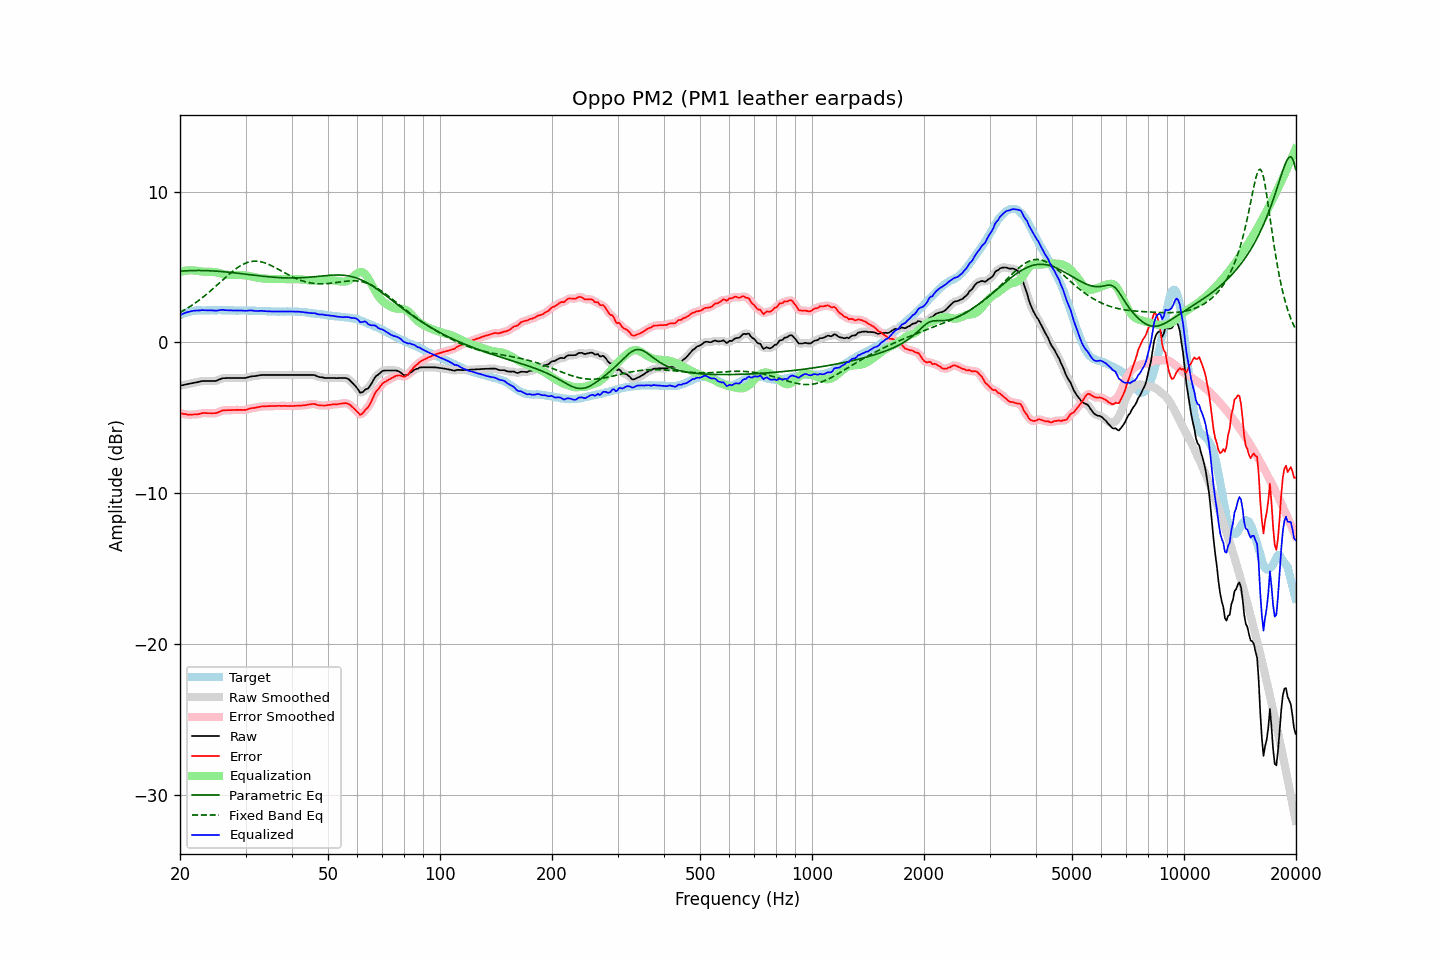 Oppo PM2 (PM1 leather earpads)
Amplitude (dBr)
10
0
−10
−20
−30
Target
Raw Smoothed
Error Smoothed
Raw
Error
Equalization
Parametric Eq
Fixed Band Eq
Equalized
20 50 100 200 500 1000 2000 5000 10000 20000
Frequency (Hz)